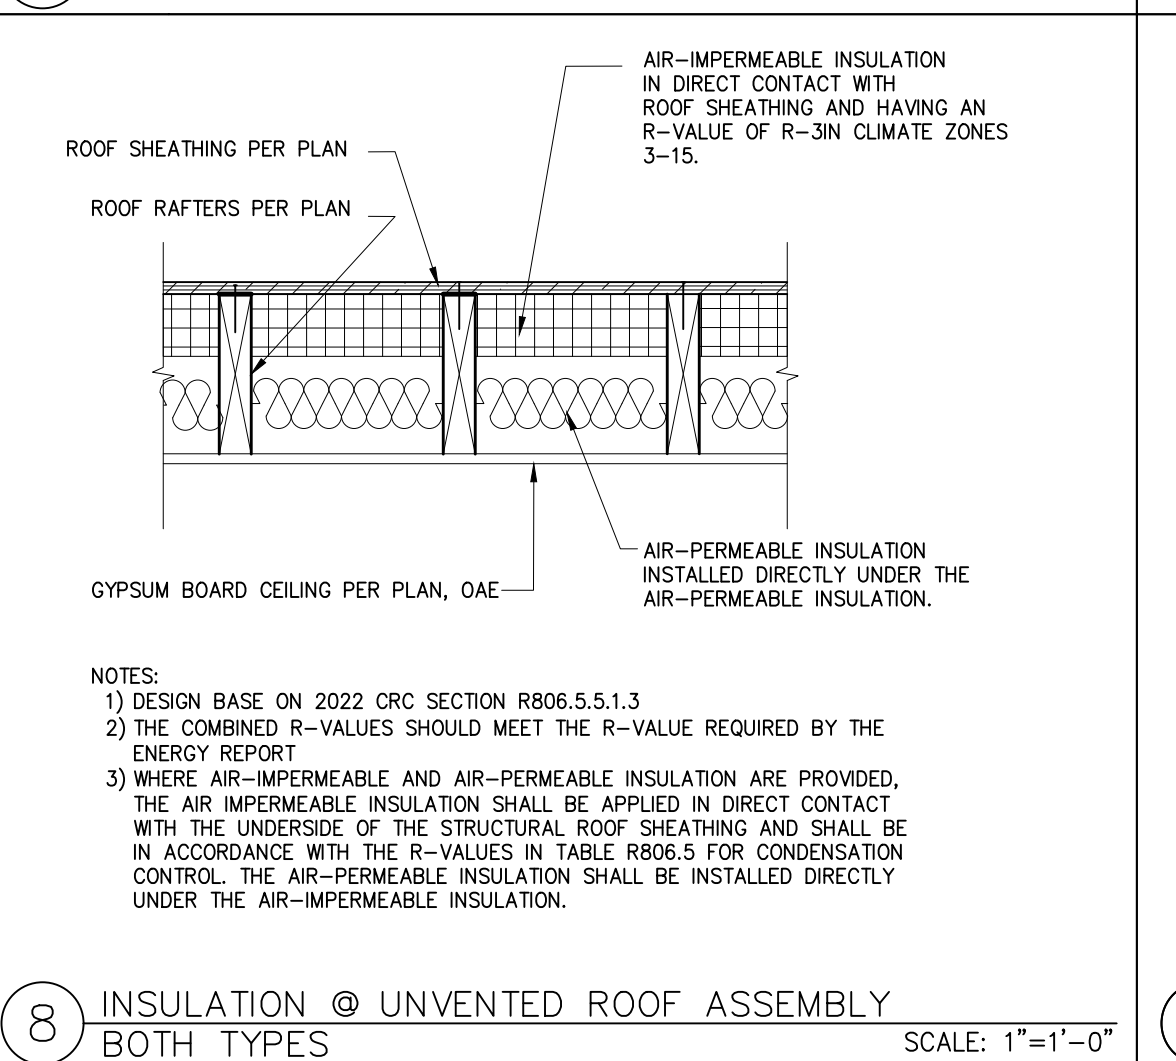 AIR-IMPERMEABLE INSULATION
IN DIRECT CONTACT WITH
ROOF SHEATHING AND HAVING AN
R-VALUE OF R-3IN CLIMATE ZONES
3-15.
ROOF SHEATHING PER PLAN
ROOF RAFTERS PER PLAN
AIR-PERMEABLE INSULATION
INSTALLED DIRECTLY UNDER THE
AIR-PERMEABLE INSULATION.
GYPSUM BOARD CEILING PER PLAN, OAE
NOTES:
1) DESIGN BASE ON 2022 CRC SECTION R806.5.5.1.3
2) THE COMBINED R-VALUES SHOULD MEET THE R-VALUE REQUIRED BY THE
ENERGY REPORT
3) WHERE AIR-IMPERMEABLE AND AIR-PERMEABLE INSULATION ARE PROVIDED,
THE AIR IMPERMEABLE INSULATION SHALL BE APPLIED IN DIRECT CONTACT
WITH THE UNDERSIDE OF THE STRUCTURAL ROOF SHEATHING AND SHALL BE
IN ACCORDANCE WITH THE R-VALUES IN TABLE R806.5 FOR CONDENSATION
CONTROL. THE AIR-PERMEABLE INSULATION SHALL BE INSTALLED DIRECTLY
UNDER THE AIR-IMPERMEABLE INSULATION.
8 INSULATION @ UNVENTED ROOF ASSEMBLY
BOTH TYPES
SCALE: 1"=1'-0"